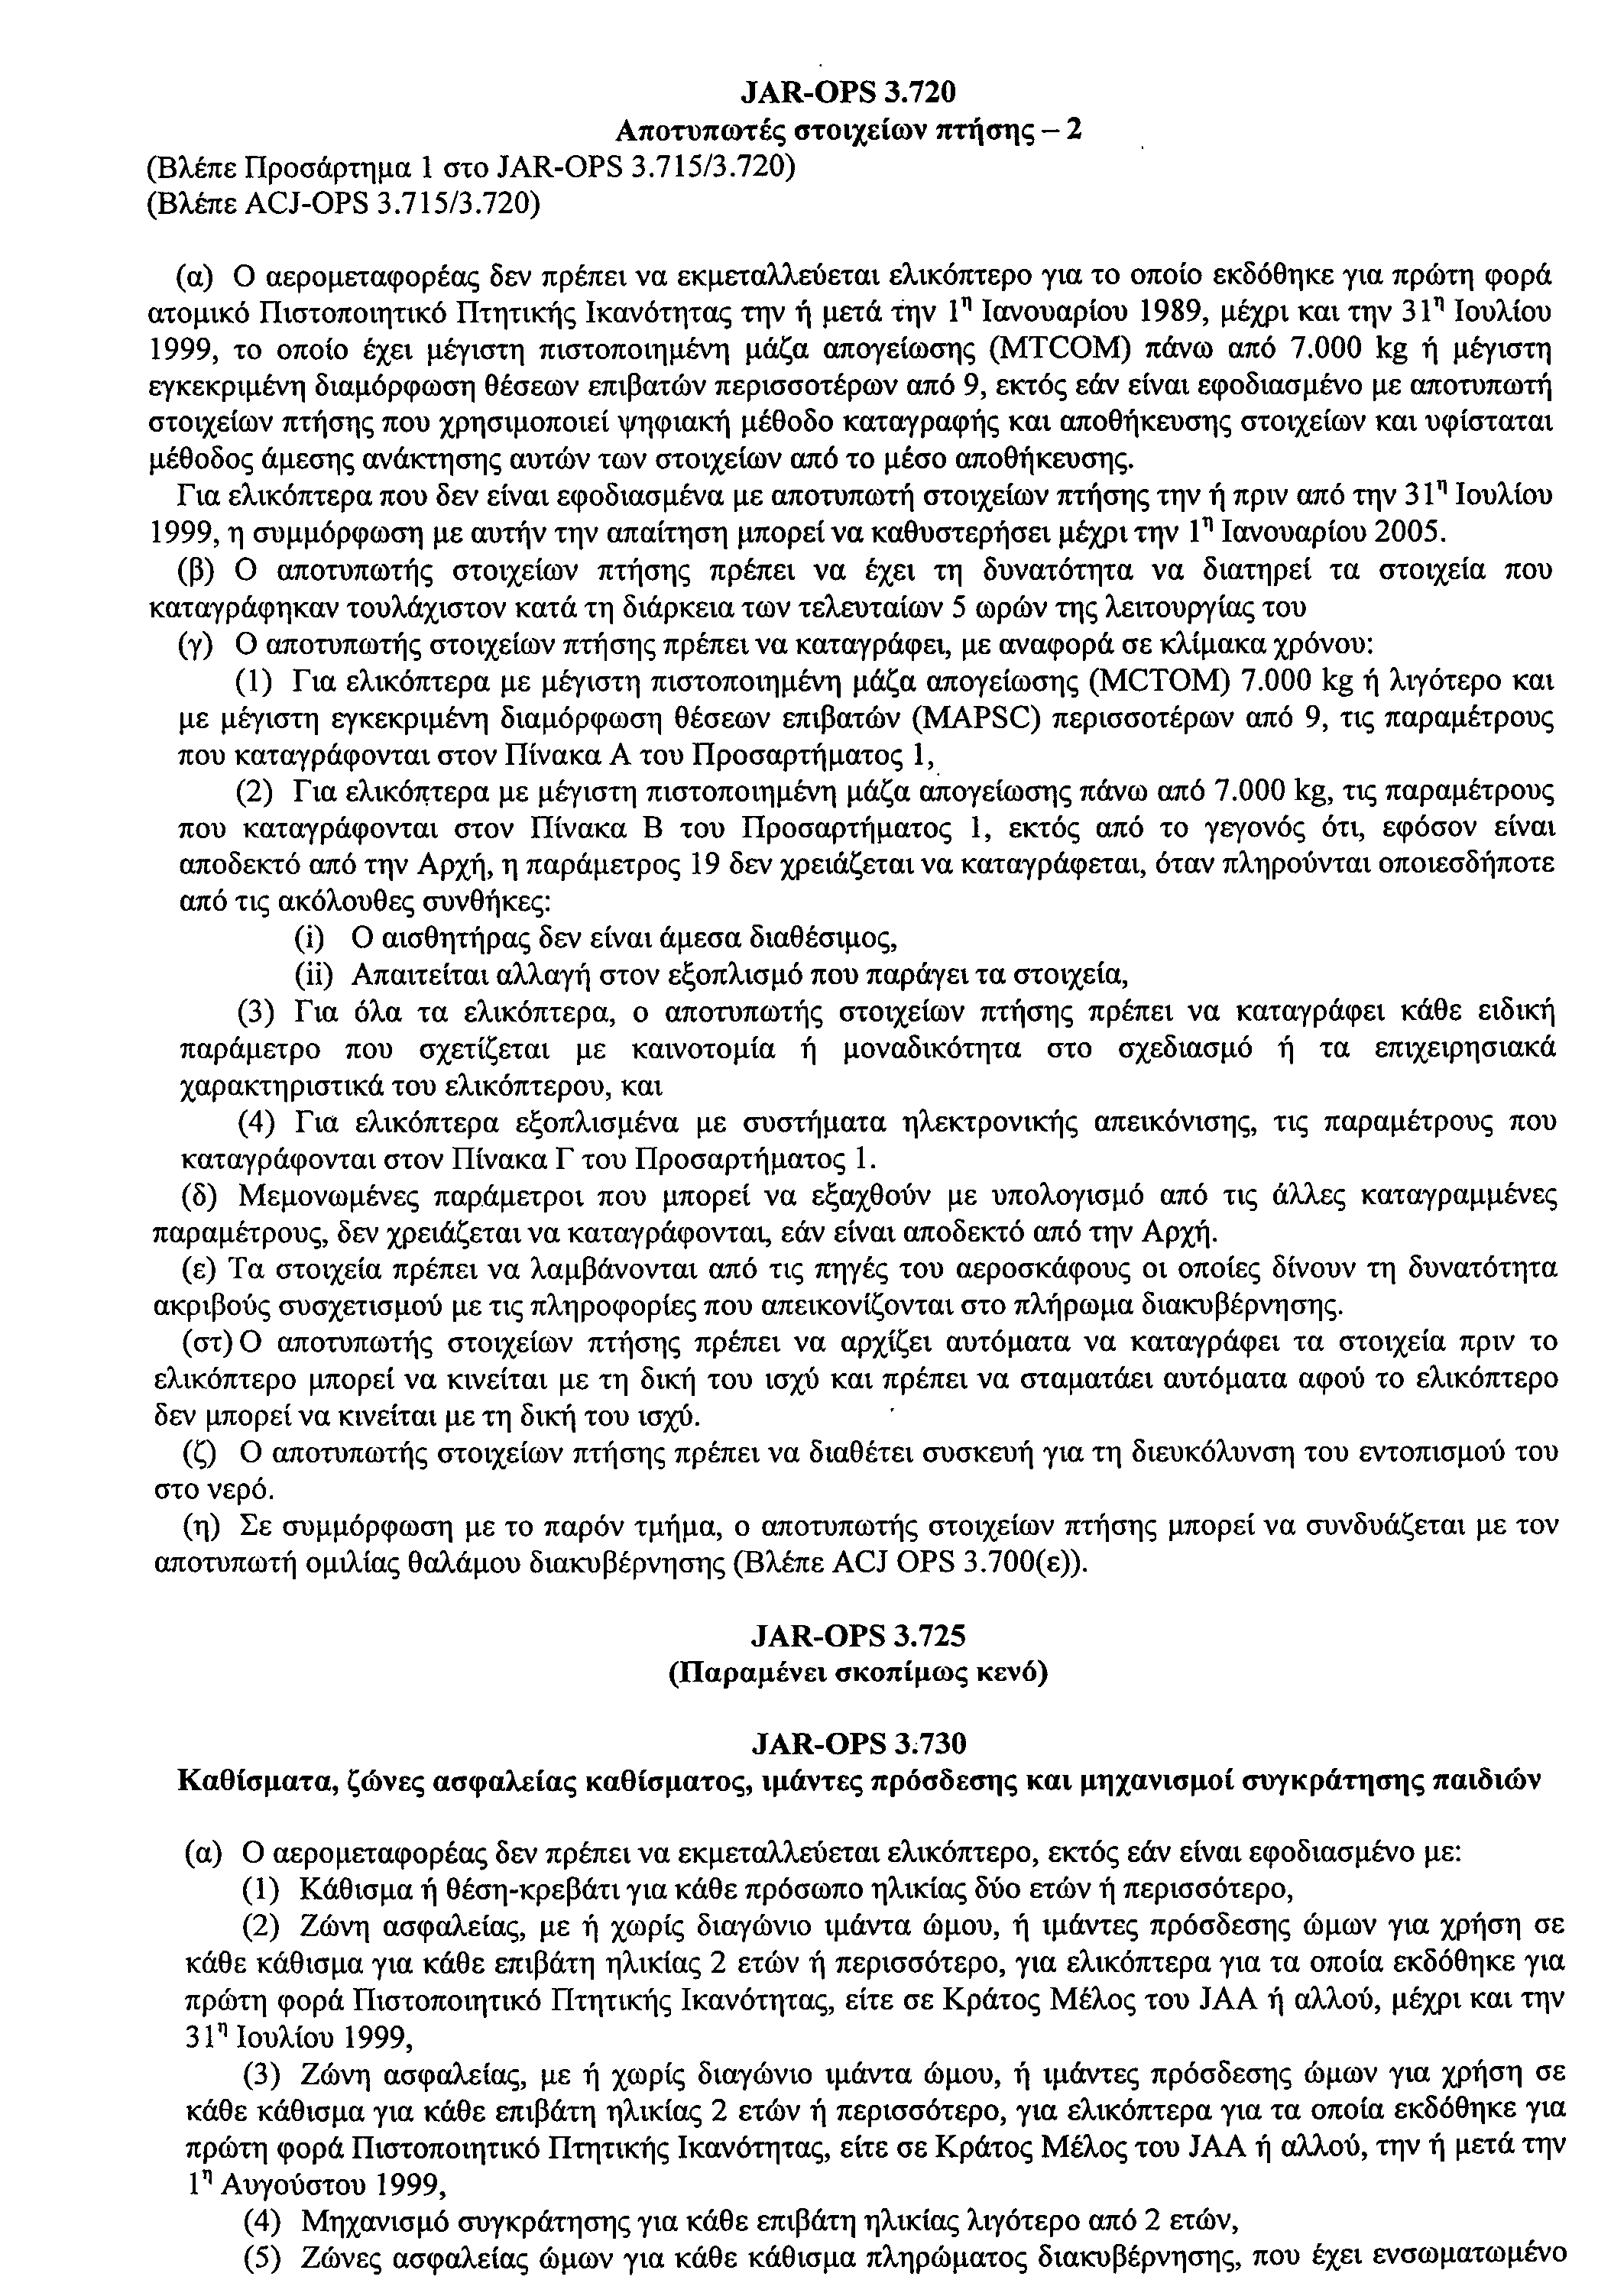 JAR-OPS 3.720
Αποτυπωτές στοιχείων πτήσης – 2
(Βλέπε Προσάρτημα 1 στο JAR-OPS 3.715/3.720)
(Βλέπε ACJ-OPS 3.715/3.720)
(α) Ο αερομεταφορέας δεν πρέπει να εκμεταλλεύεται ελικόπτερο για το οποίο εκδόθηκε για πρώτη φορά
ατομικό Πιστοποιητικό Πτητικής Ικανότητας την ή μετά την 1η Ιανουαρίου 1989, μέχρι και την 31η Ιουλίου
1999, το οποίο έχει μέγιστη πιστοποιημένη μάζα απογείωσης (MTCOM) πάνω από 7.000 kg ή μέγιστη
εγκεκριμένη διαμόρφωση θέσεων επιβατών περισσοτέρων από 9, εκτός εάν είναι εφοδιασμένο με αποτυπωτή
στοιχείων πτήσης που χρησιμοποιεί ψηφιακή μέθοδο καταγραφής και αποθήκευσης στοιχείων και υφίσταται
μέθοδος άμεσης ανάκτησης αυτών των στοιχείων από το μέσο αποθήκευσης.
Για ελικόπτερα που δεν είναι εφοδιασμένα με αποτυπωτή στοιχείων πτήσης την ή πριν από την 31η Ιουλίου
1999, η συμμόρφωση με αυτήν την απαίτηση μπορεί να καθυστερήσει μέχρι την 1η Ιανουαρίου 2005.
(β) Ο αποτυπωτής στοιχείων πτήσης πρέπει να έχει τη δυνατότητα να διατηρεί τα στοιχεία που
καταγράφηκαν τουλάχιστον κατά τη διάρκεια των τελευταίων 5 ωρών της λειτουργίας του
(γ) Ο αποτυπωτής στοιχείων πτήσης πρέπει να καταγράφει, με αναφορά σε κλίμακα χρόνου:
(1) Για ελικόπτερα με μέγιστη πιστοποιημένη μάζα απογείωσης (MCTOM) 7.000 kg ή λιγότερο και
με μέγιστη εγκεκριμένη διαμόρφωση θέσεων επιβατών (MAPSC) περισσοτέρων από 9, τις παραμέτρους
που καταγράφονται στον Πίνακα Α του Προσαρτήματος 1,
(2) Για ελικόπτερα με μέγιστη πιστοποιημένη μάζα απογείωσης πάνω από 7.000 kg, τις παραμέτρους
που καταγράφονται στον Πίνακα Β του Προσαρτήματος 1, εκτός από το γεγονός ότι, εφόσον είναι
αποδεκτό από την Αρχή, η παράμετρος 19 δεν χρειάζεται να καταγράφεται, όταν πληρούνται οποιεσδήποτε
από τις ακόλουθες συνθήκες:
(i) Ο αισθητήρας δεν είναι άμεσα διαθέσιμος,
(ii) Απαιτείται αλλαγή στον εξοπλισμό που παράγει τα στοιχεία,
(3) Για όλα τα ελικόπτερα, ο αποτυπωτής στοιχείων πτήσης πρέπει να καταγράφει κάθε ειδική
παράμετρο που σχετίζεται με καινοτομία ή μοναδικότητα στο σχεδιασμό ή τα επιχειρησιακά
χαρακτηριστικά του ελικόπτερου, και
(4) Για ελικόπτερα εξοπλισμένα με συστήματα ηλεκτρονικής απεικόνισης, τις παραμέτρους που
καταγράφονται στον Πίνακα Γ του Προσαρτήματος 1.
(δ) Μεμονωμένες παράμετροι που μπορεί να εξαχθούν με υπολογισμό από τις άλλες καταγραμμένες
παραμέτρους, δεν χρειάζεται να καταγράφονται, εάν είναι αποδεκτό από την Αρχή.
(ε) Τα στοιχεία πρέπει να λαμβάνονται από τις πηγές του αεροσκάφους οι οποίες δίνουν τη δυνατότητα
ακριβούς συσχετισμού με τις πληροφορίες που απεικονίζονται στο πλήρωμα διακυβέρνησης.
(στ) Ο αποτυπωτής στοιχείων πτήσης πρέπει να αρχίζει αυτόματα να καταγράφει τα στοιχεία πριν το
ελικόπτερο μπορεί να κινείται με τη δική του ισχύ και πρέπει να σταματάει αυτόματα αφού το ελικόπτερο
δεν μπορεί να κινείται με τη δική του ισχύ.
(ζ) Ο αποτυπωτής στοιχείων πτήσης πρέπει να διαθέτει συσκευή για τη διευκόλυνση του εντοπισμού του
στο νερό.
(η) Σε συμμόρφωση με το παρόν τμήμα, ο αποτυπωτής στοιχείων πτήσης μπορεί να συνδυάζεται με τον
αποτυπωτή ομιλίας θαλάμου διακυβέρνησης (Βλέπε ACJ OPS 3.700(ε)).
JAR-OPS 3.725
(Παραμένει σκοπίμως κενό)
JAR-OPS 3.730
Καθίσματα, ζώνες ασφαλείας καθίσματος, ιμάντες πρόσδεσης και μηχανισμοί συγκράτησης παιδιών
(α) Ο αερομεταφορέας δεν πρέπει να εκμεταλλεύεται ελικόπτερο, εκτός εάν είναι εφοδιασμένο με:
(1) Κάθισμα ή θέση-κρεβάτι για κάθε πρόσωπο ηλικίας δύο ετών ή περισσότερο,
(2) Ζώνη ασφαλείας, με ή χωρίς διαγώνιο ιμάντα ώμου, ή ιμάντες πρόσδεσης ώμων για χρήση σε
κάθε κάθισμα για κάθε επιβάτη ηλικίας 2 ετών ή περισσότερο, για ελικόπτερα για τα οποία εκδόθηκε για
πρώτη φορά Πιστοποιητικό Πτητικής Ικανότητας, είτε σε Κράτος Μέλος του JAA ή αλλού, μέχρι και την
31η Ιουλίου 1999,
(3) Ζώνη ασφαλείας, με ή χωρίς διαγώνιο ιμάντα ώμου, ή ιμάντες πρόσδεσης ώμων για χρήση σε
κάθε κάθισμα για κάθε επιβάτη ηλικίας 2 ετών ή περισσότερο, για ελικόπτερα για τα οποία εκδόθηκε για
πρώτη φορά Πιστοποιητικό Πτητικής Ικανότητας, είτε σε Κράτος Μέλος του JAA ή αλλού, την ή μετά την
1η Αυγούστου 1999,
(4) Μηχανισμό συγκράτησης για κάθε επιβάτη ηλικίας λιγότερο από 2 ετών,
(5) Ζώνες ασφαλείας ώμων για κάθε κάθισμα πληρώματος διακυβέρνησης, που έχει ενσωματωμένο